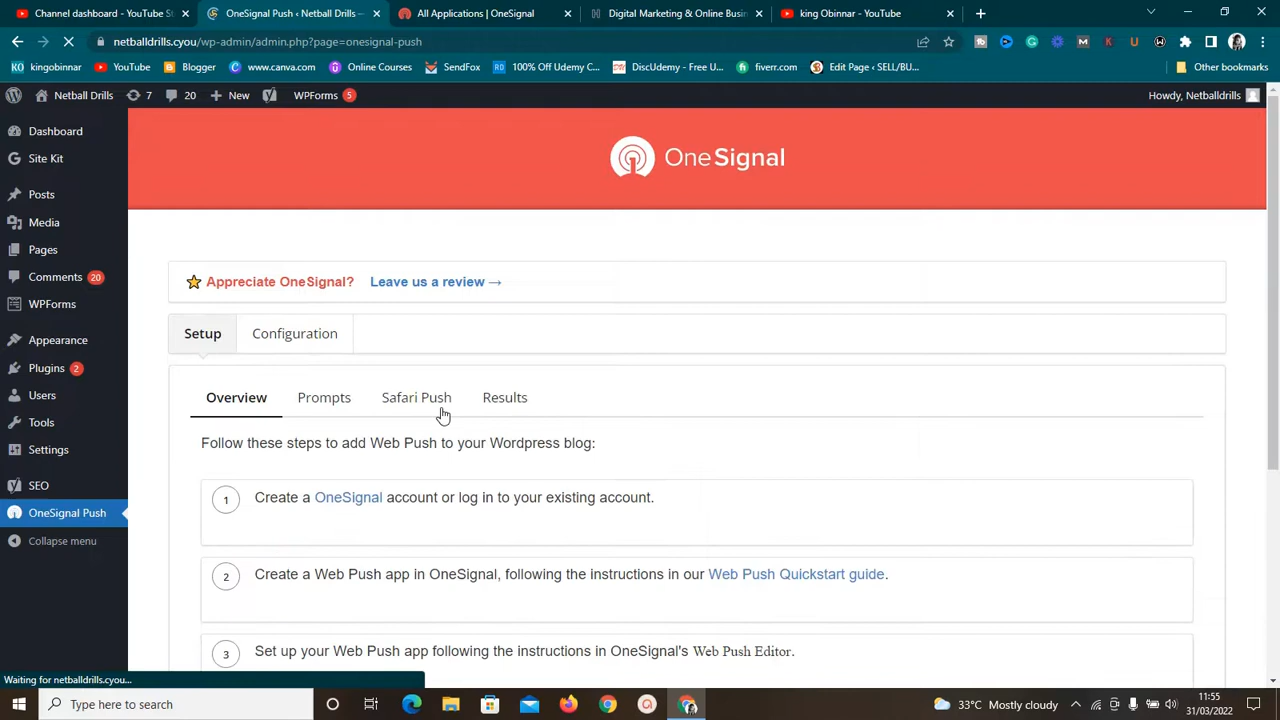 Channel dashboard - YouTube S
OneSignal Push ‹ Netball Drills –
All Applications | OneSignal
Digital Marketing & Online Busin
king Obinnar - YouTube
netballdrills.cyou/wp-admin/admin.php?page=onesignal-push
kingobinnar
YouTube
Blogger
www.canva.com
Online Courses
SendFox
100% Off Udemy C...
DiscUdemy - Free U...
fiverr.com
Edit Page ‹ SELL/BU...
Other bookmarks
Netball Drills
7
20
New
WPForms 5
Howdy, Netballdrills
Dashboard
Site Kit
Posts
Media
Pages
Comments 20
WPForms
Appearance
Plugins 2
Users
Tools
Settings
SEO
OneSignal Push
Collapse menu
OneSignal
Appreciate OneSignal? Leave us a review →
Setup
Configuration
Overview
Prompts
Safari Push
Results
Follow these steps to add Web Push to your Wordpress blog:
1 Create a OneSignal account or log in to your existing account.
2 Create a Web Push app in OneSignal, following the instructions in our Web Push Quickstart guide.
3 Set up your Web Push app following the instructions in OneSignal's Web Push Editor.
Waiting for netballdrills.cyou...
Type here to search
33°C Mostly cloudy
11:55
31/03/2022